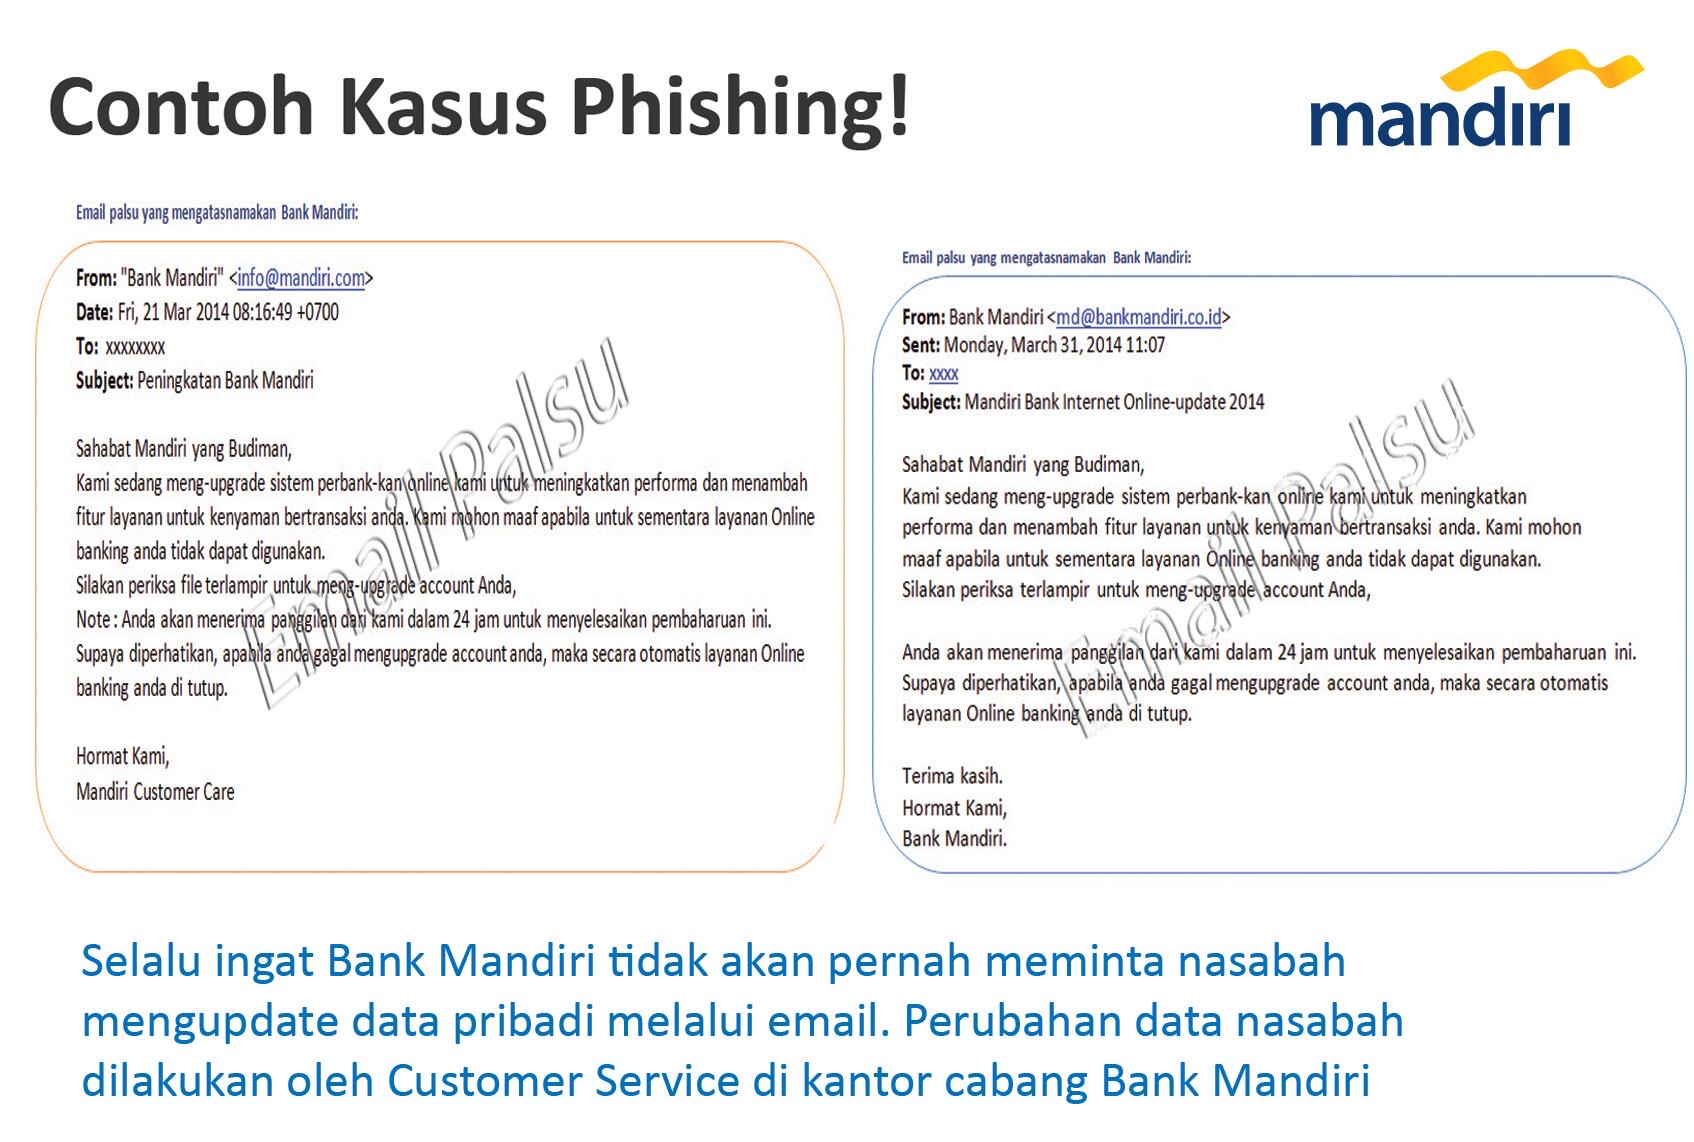 Contoh Kasus Phishing!
mandiri
Email palsu yang mengatasnamakan Bank Mandiri:
From: "Bank Mandiri" <info@mandiri.com>
Date: Fri, 21 Mar 2014 08:16:49 +0700
To: xxxxxxxx
Subject: Peningkatan Bank Mandiri
Sahabat Mandiri yang Budiman,
Kami sedang meng-upgrade sistem perbank-kan online kami untuk meningkatkan performa dan menambah
fitur layanan untuk kenyaman bertransaksi anda. Kami mohon maaf apabila untuk sementara layanan Online
banking anda tidak dapat digunakan.
Silakan periksa file terlampir untuk meng-upgrade account Anda,
Note : Anda akan menerima panggilan dari kami dalam 24 jam untuk menyelesaikan pembaharuan ini.
Supaya diperhatikan, apabila anda gagal mengupgrade account anda, maka secara otomatis layanan Online
banking anda di tutup.
Hormat Kami,
Mandiri Customer Care
Email Palsu
Email palsu yang mengatasnamakan Bank Mandiri:
From: Bank Mandiri <md@bankmandiri.co.id>
Sent: Monday, March 31, 2014 11:07
To: xxxx
Subject: Mandiri Bank Internet Online-update 2014
Sahabat Mandiri yang Budiman,
Kami sedang meng-upgrade sistem perbank-kan online kami untuk meningkatkan
performa dan menambah fitur layanan untuk kenyaman bertransaksi anda. Kami mohon
maaf apabila untuk sementara layanan Online banking anda tidak dapat digunakan.
Silakan periksa terlampir untuk meng-upgrade account Anda,
Anda akan menerima panggilan dari kami dalam 24 jam untuk menyelesaikan pembaharuan ini.
Supaya diperhatikan, apabila anda gagal mengupgrade account anda, maka secara otomatis
layanan Online banking anda di tutup.
Terima kasih.
Hormat Kami,
Bank Mandiri.
Email Palsu
Selalu ingat Bank Mandiri tidak akan pernah meminta nasabah
mengupdate data pribadi melalui email. Perubahan data nasabah
dilakukan oleh Customer Service di kantor cabang Bank Mandiri